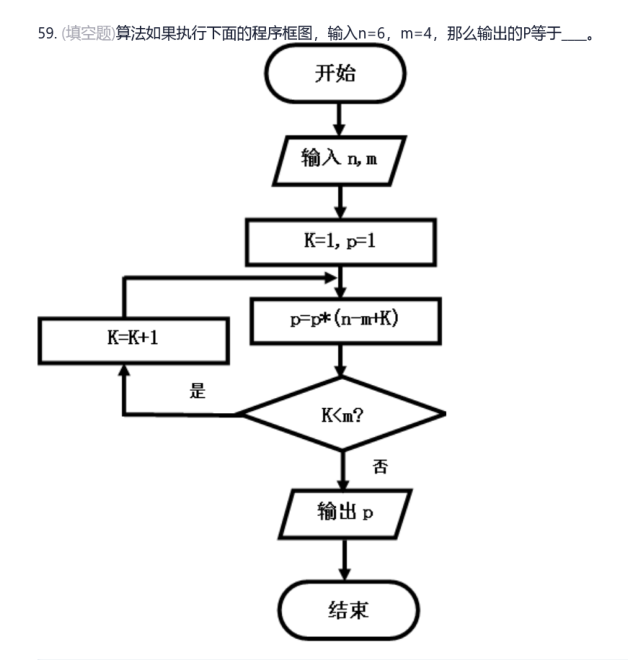 59. (填空题)算法如果执行下面的程序框图，输入n=6，m=4，那么输出的P等于___。
开始
输入 n,m
K=1, p=1
p=p*(n-m+K)
K=K+1
是
K<m?
否
输出 p
结束